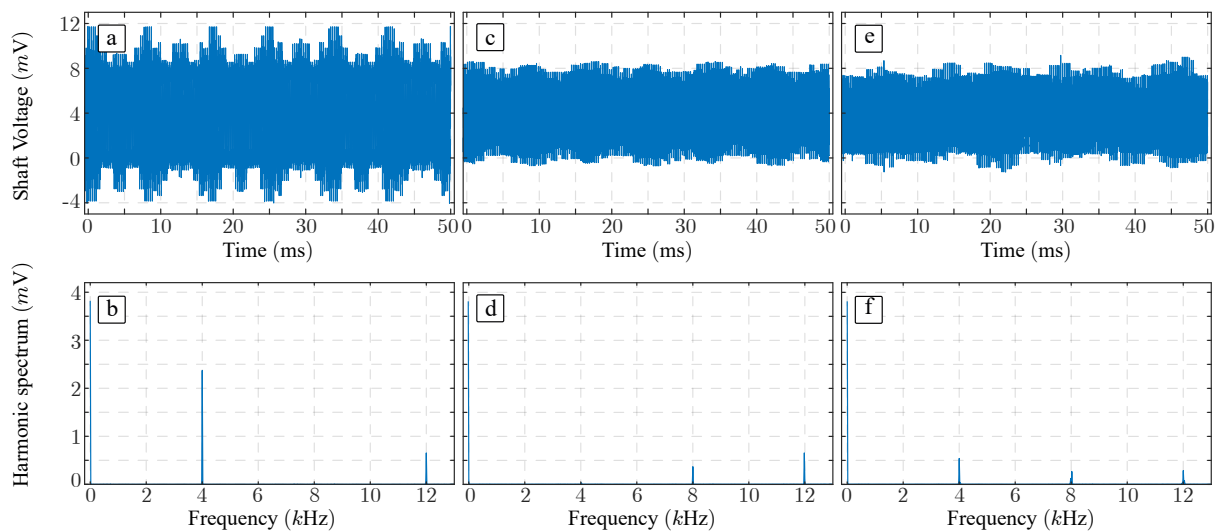 Shaft Voltage (mV)
12
8
4
0
-4
a
c
e
0 10 20 30 40 50
0 10 20 30 40 50
0 10 20 30 40 50
Time (ms)
Time (ms)
Time (ms)
Harmonic spectrum (mV)
4
3
2
1
0
b
d
f
0 2 4 6 8 10 12
0 2 4 6 8 10 12
0 2 4 6 8 10 12
Frequency (kHz)
Frequency (kHz)
Frequency (kHz)